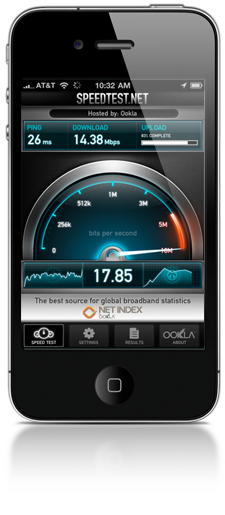 AT&T 10:32 AM
SPEEDTEST.NET
Hosted by: Ookla
PING DOWNLOAD UPLOAD
26 ms 14.38 Mbps 83% COMPLETE
512k 1M
256k 3M
5M
bits per second
0 10M
17.85
The best source for global broadband statistics
NET INDEX
OOKLA
OOKLA
SPEED TEST SETTINGS RESULTS ABOUT